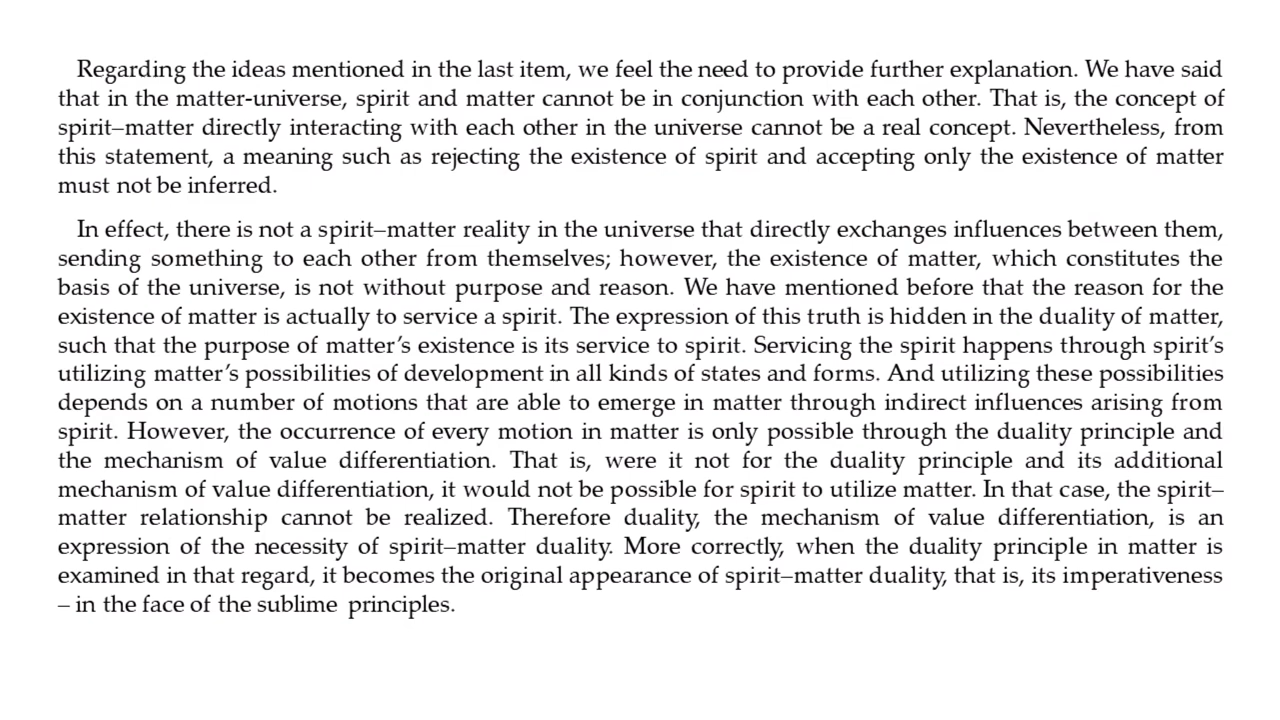 Regarding the ideas mentioned in the last item, we feel the need to provide further explanation. We have said
that in the matter-universe, spirit and matter cannot be in conjunction with each other. That is, the concept of
spirit–matter directly interacting with each other in the universe cannot be a real concept. Nevertheless, from
this statement, a meaning such as rejecting the existence of spirit and accepting only the existence of matter
must not be inferred.
In effect, there is not a spirit–matter reality in the universe that directly exchanges influences between them,
sending something to each other from themselves; however, the existence of matter, which constitutes the
basis of the universe, is not without purpose and reason. We have mentioned before that the reason for the
existence of matter is actually to service a spirit. The expression of this truth is hidden in the duality of matter,
such that the purpose of matter’s existence is its service to spirit. Servicing the spirit happens through spirit’s
utilizing matter’s possibilities of development in all kinds of states and forms. And utilizing these possibilities
depends on a number of motions that are able to emerge in matter through indirect influences arising from
spirit. However, the occurrence of every motion in matter is only possible through the duality principle and
the mechanism of value differentiation. That is, were it not for the duality principle and its additional
mechanism of value differentiation, it would not be possible for spirit to utilize matter. In that case, the spirit–
matter relationship cannot be realized. Therefore duality, the mechanism of value differentiation, is an
expression of the necessity of spirit–matter duality. More correctly, when the duality principle in matter is
examined in that regard, it becomes the original appearance of spirit–matter duality, that is, its imperativeness
– in the face of the sublime principles.